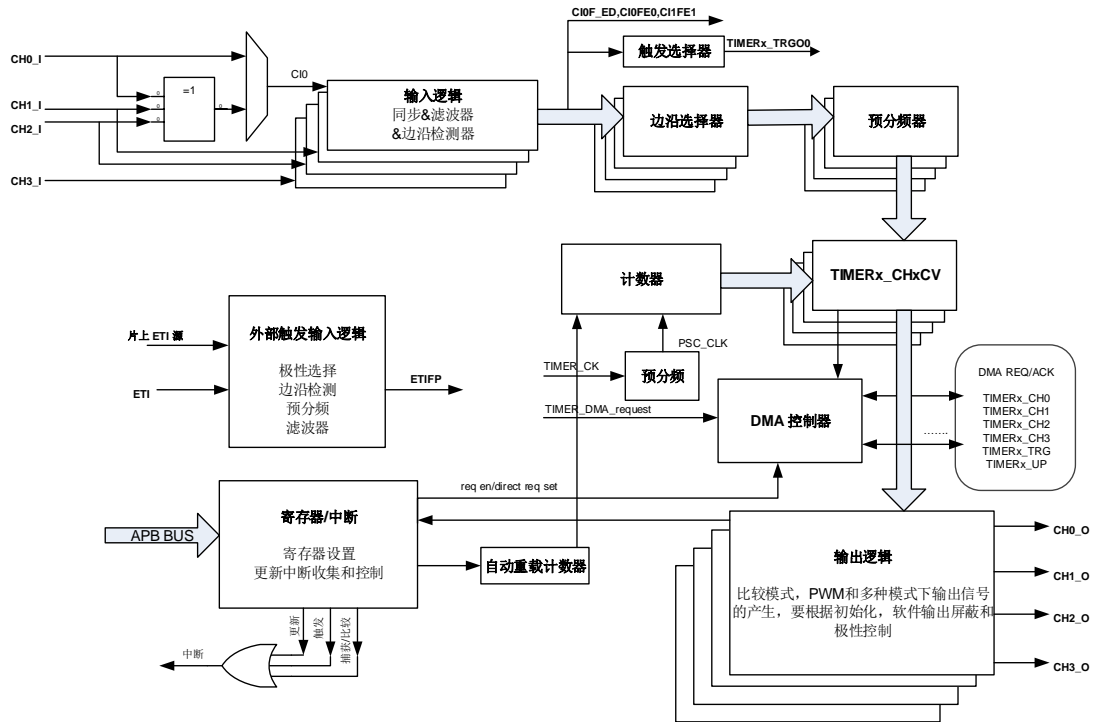 CI0F_ED,CI0FE0,CI1FE1
触发选择器
TIMERx_TRGO0
CH0_I
CH1_I
CH2_I
CH3_I
=1
CI0
输入逻辑
同步&滤波器
&边沿检测器
边沿选择器
预分频器
计数器
TIMERx_CHxCV
片上 ETI 源
ETI
外部触发输入逻辑
极性选择
边沿检测
预分频
滤波器
ETIFP
TIMER_CK
PSC_CLK
预分频
TIMER_DMA_request
DMA 控制器
DMA REQ/ACK
TIMERx_CH0
TIMERx_CH1
TIMERx_CH2
TIMERx_CH3
TIMERx_TRG
TIMERx_UP
........
req en/direct req set
APB BUS
寄存器/中断
寄存器设置
更新中断收集和控制
自动重载计数器
更新
触发
捕获/比较
中断
输出逻辑
比较模式，PWM和多种模式下输出信号
的产生，要根据初始化，软件输出屏蔽和
极性控制
CH0_O
CH1_O
CH2_O
CH3_O